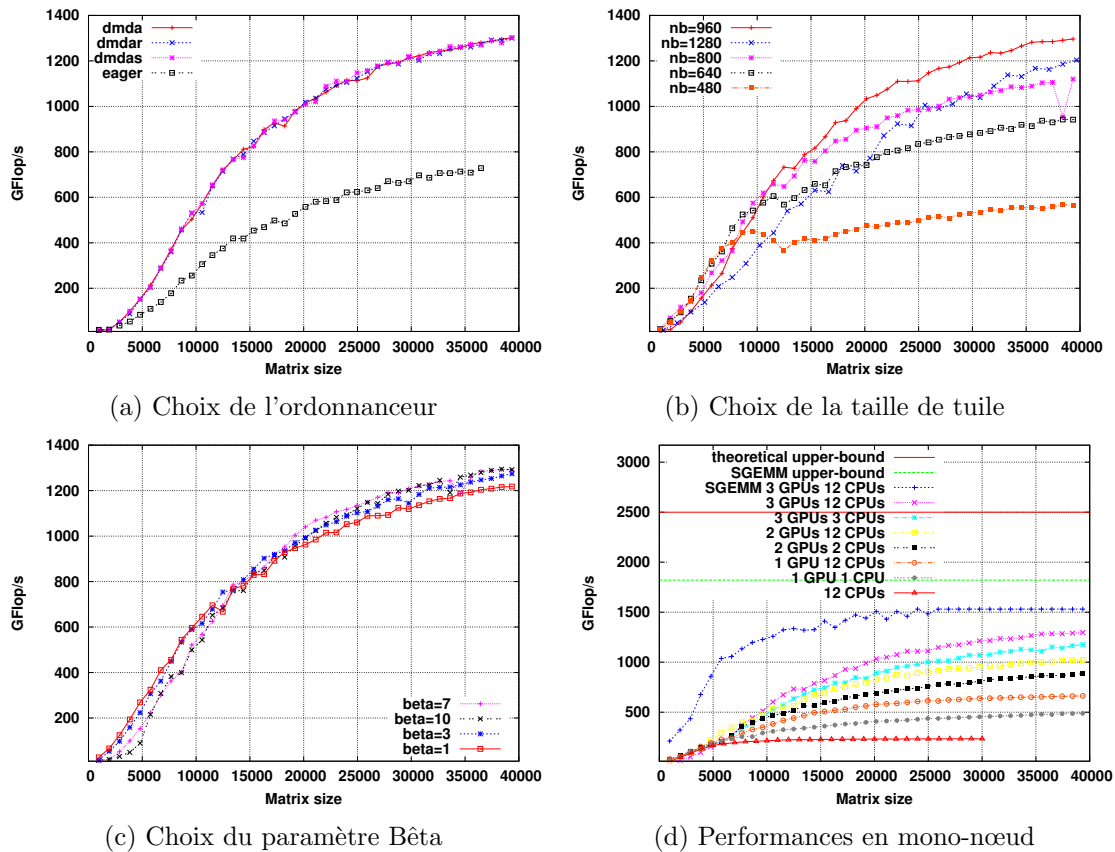 1400
1200
1000
800
600
400
200
GFlop/s
dmda
dmdar
dmdas
eager
0 5000 10000 15000 20000 25000 30000 35000 40000
Matrix size
(a) Choix de l'ordonnanceur
1400
1200
1000
800
600
400
200
GFlop/s
nb=960
nb=1280
nb=800
nb=640
nb=480
0 5000 10000 15000 20000 25000 30000 35000 40000
Matrix size
(b) Choix de la taille de tuile
1400
1200
1000
800
600
400
200
GFlop/s
beta=7
beta=10
beta=3
beta=1
0 5000 10000 15000 20000 25000 30000 35000 40000
Matrix size
(c) Choix du paramètre Bêta
3000
2500
2000
1500
1000
500
GFlop/s
theoretical upper-bound
SGEMM upper-bound
SGEMM 3 GPUs 12 CPUs
3 GPUs 12 CPUs
3 GPUs 3 CPUs
2 GPUs 12 CPUs
2 GPUs 2 CPUs
1 GPU 12 CPUs
1 GPU 1 CPU
12 CPUs
0 5000 10000 15000 20000 25000 30000 35000 40000
Matrix size
(d) Performances en mono-nœud